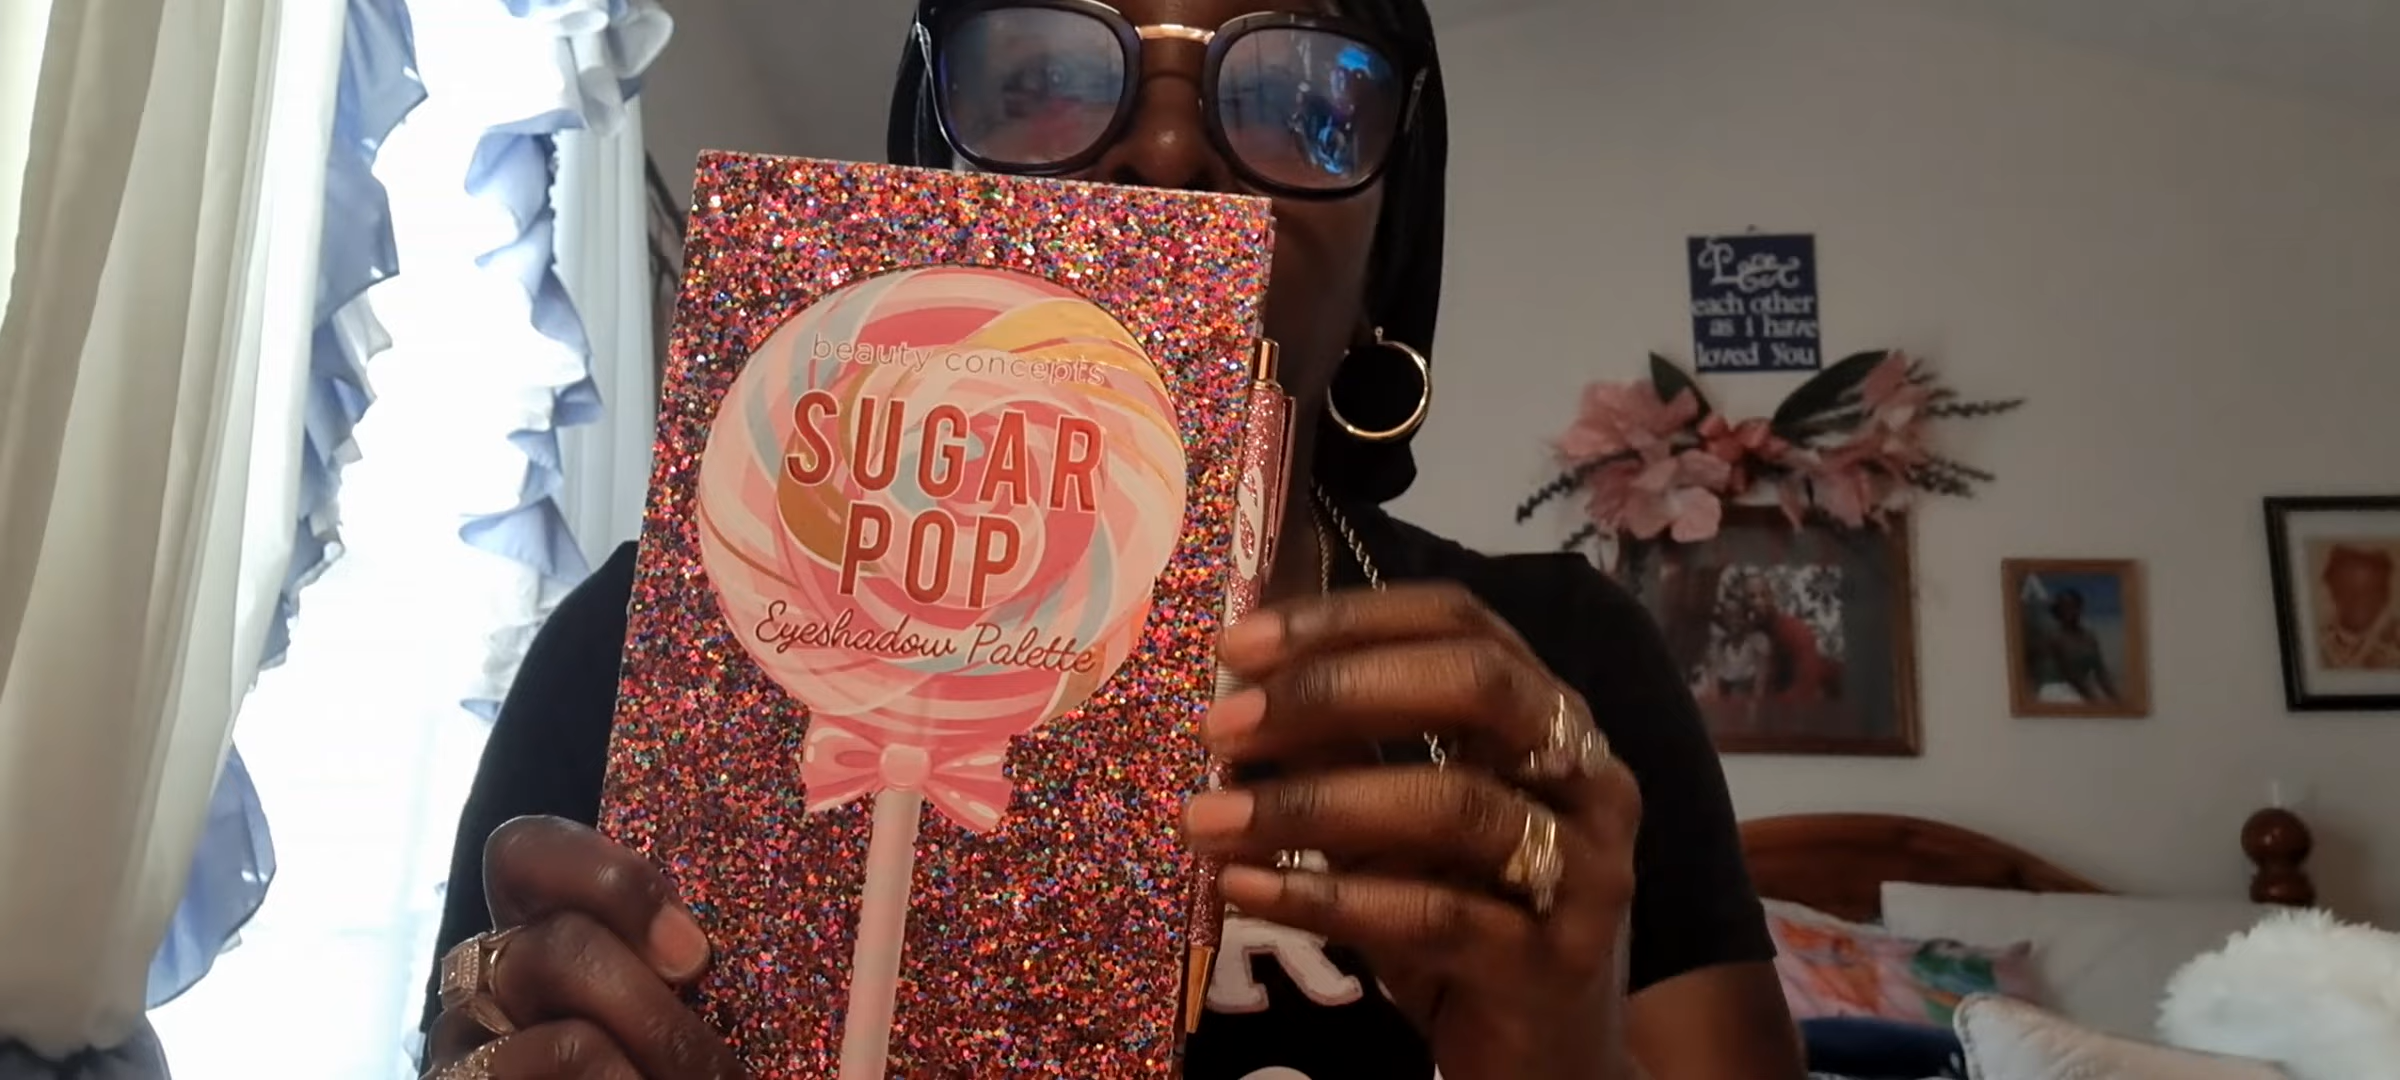 beauty concepts
SUGAR
POP
Eyeshadow Palette
Love
each other
as i have
loved You